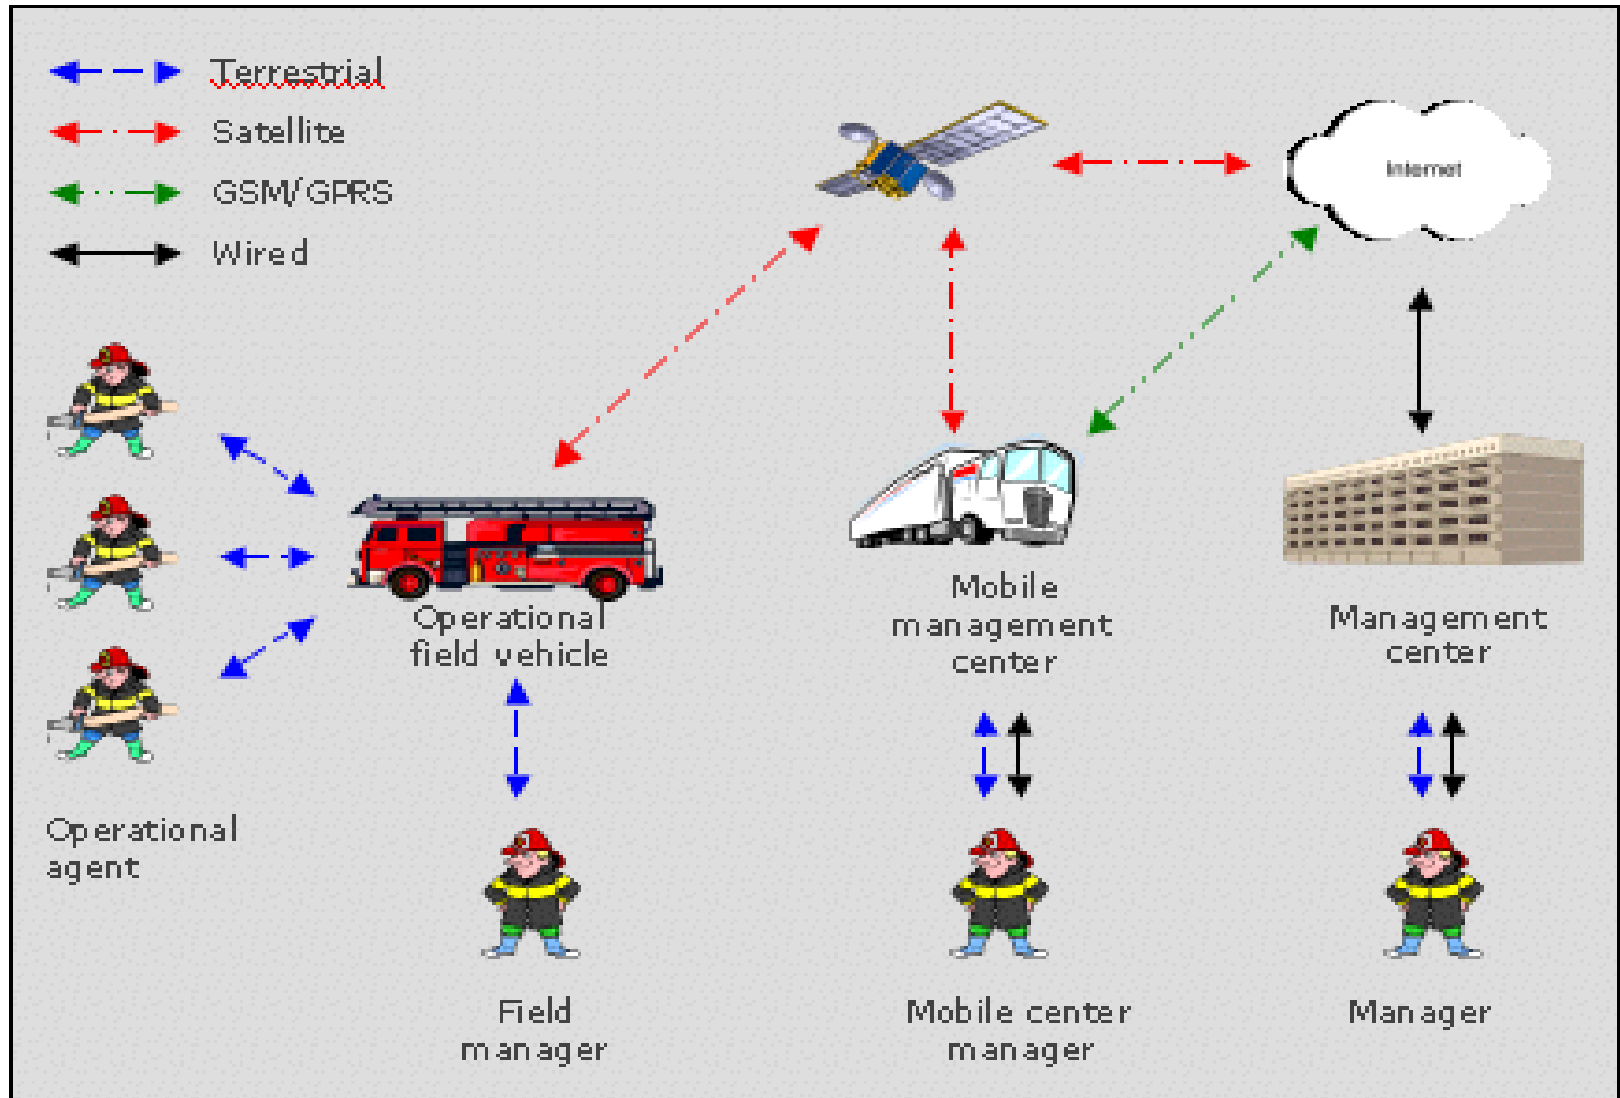 Terrestrial
Satellite
GSM/GPRS
Wired
Internet
Operational
field vehicle
Mobile
management
center
Management
center
Operational
agent
Field
manager
Mobile center
manager
Manager